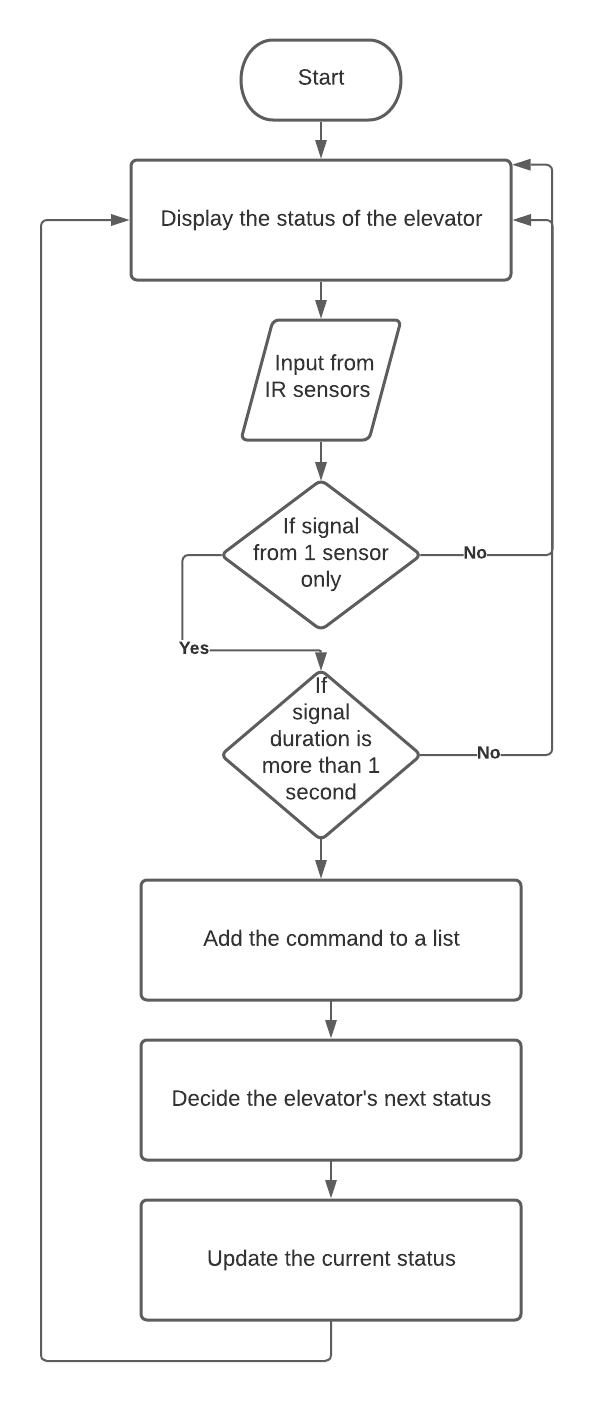 Start
Display the status of the elevator
Input from
IR sensors
If signal
from 1 sensor
only
No
Yes
If
signal
duration is
more than 1
second
No
Add the command to a list
Decide the elevator's next status
Update the current status